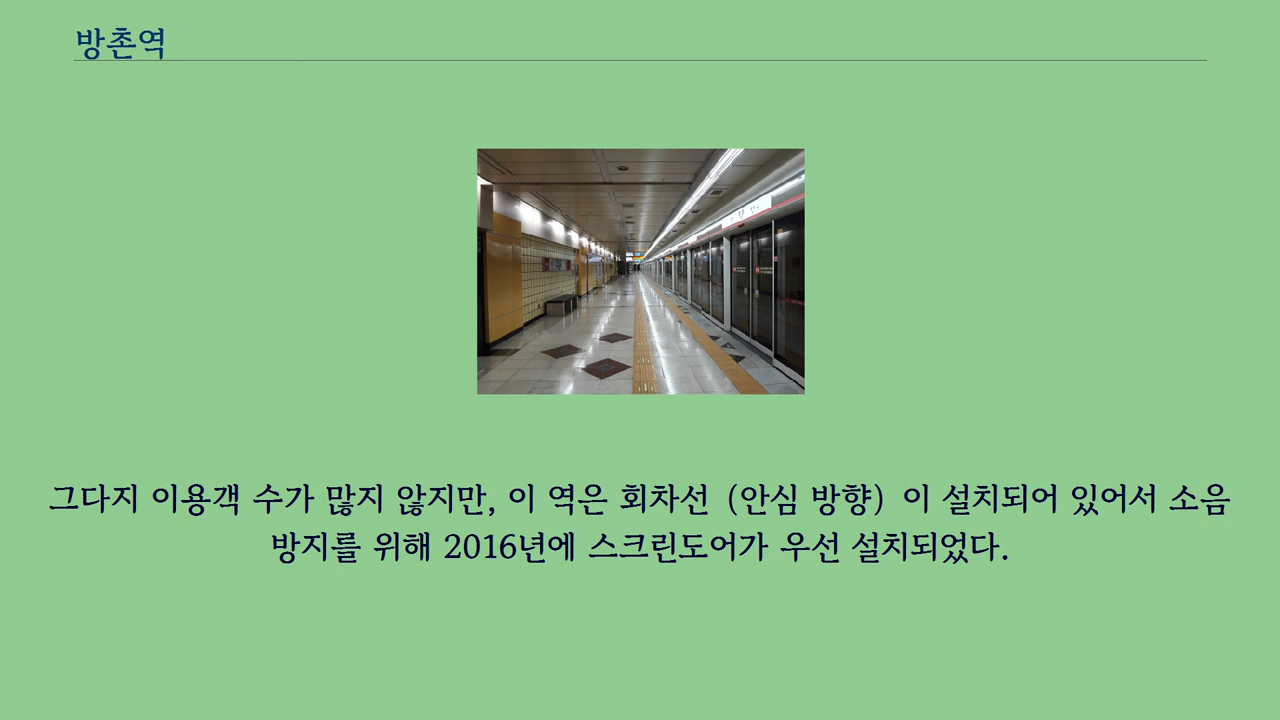 방촌역
그다지 이용객 수가 많지 않지만, 이 역은 회차선 (안심 방향) 이 설치되어 있어서 소음
방지를 위해 2016년에 스크린도어가 우선 설치되었다.